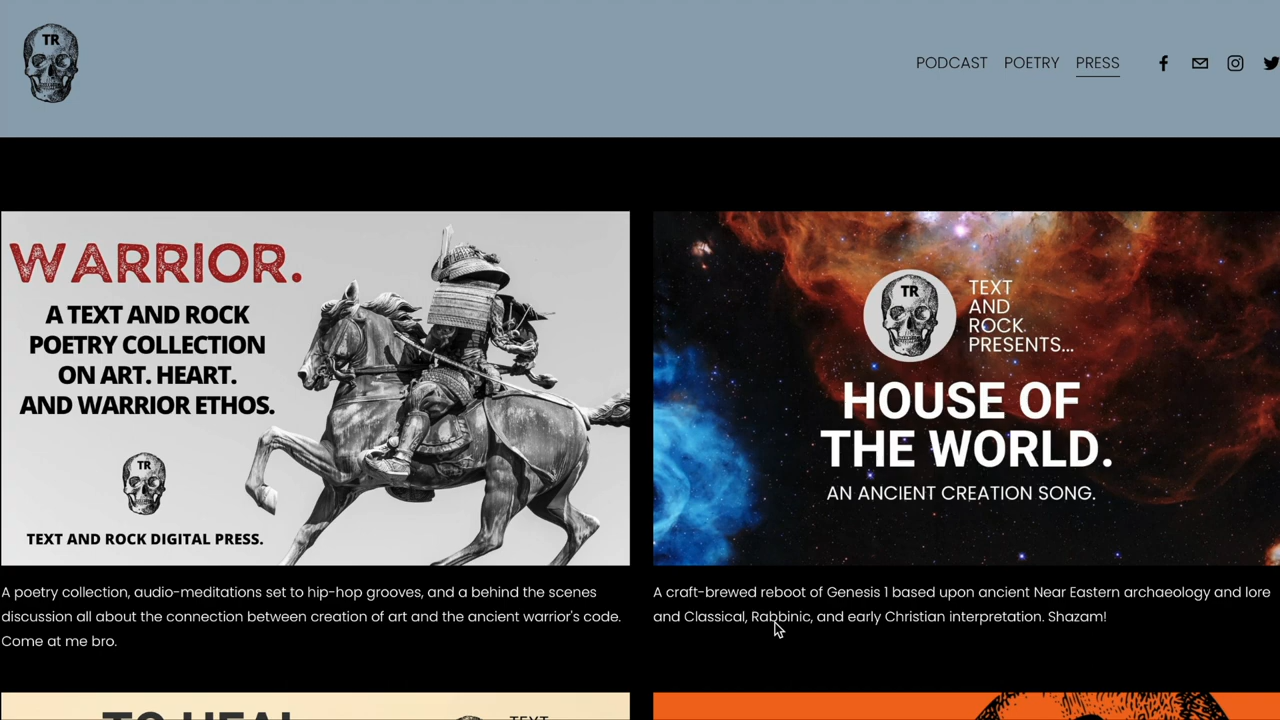 TR
PODCAST POETRY PRESS
WARRIOR.
A TEXT AND ROCK
POETRY COLLECTION
ON ART. HEART.
AND WARRIOR ETHOS.
TR
TEXT AND ROCK DIGITAL PRESS.
TR
TEXT
AND
ROCK
PRESENTS...
HOUSE OF
THE WORLD.
AN ANCIENT CREATION SONG.
A poetry collection, audio-meditations set to hip-hop grooves, and a behind the scenes
discussion all about the connection between creation of art and the ancient warrior's code.
Come at me bro.
A craft-brewed reboot of Genesis 1 based upon ancient Near Eastern archaeology and lore
and Classical, Rabbinic, and early Christian interpretation. Shazam!
TO HEAL
TEXT